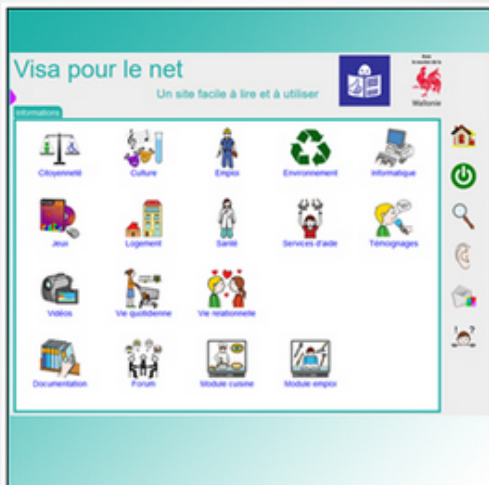 Visa pour le net
Un site facile à lire et à utiliser
Wallonie
Informations
Citoyenneté Culture Emploi Environnement Informatique
Jeux Logement Santé Services d'aide Témoignages
Vidéos Vie quotidienne Vie relationnelle
Documentation Forum Module cuisine Module emploi